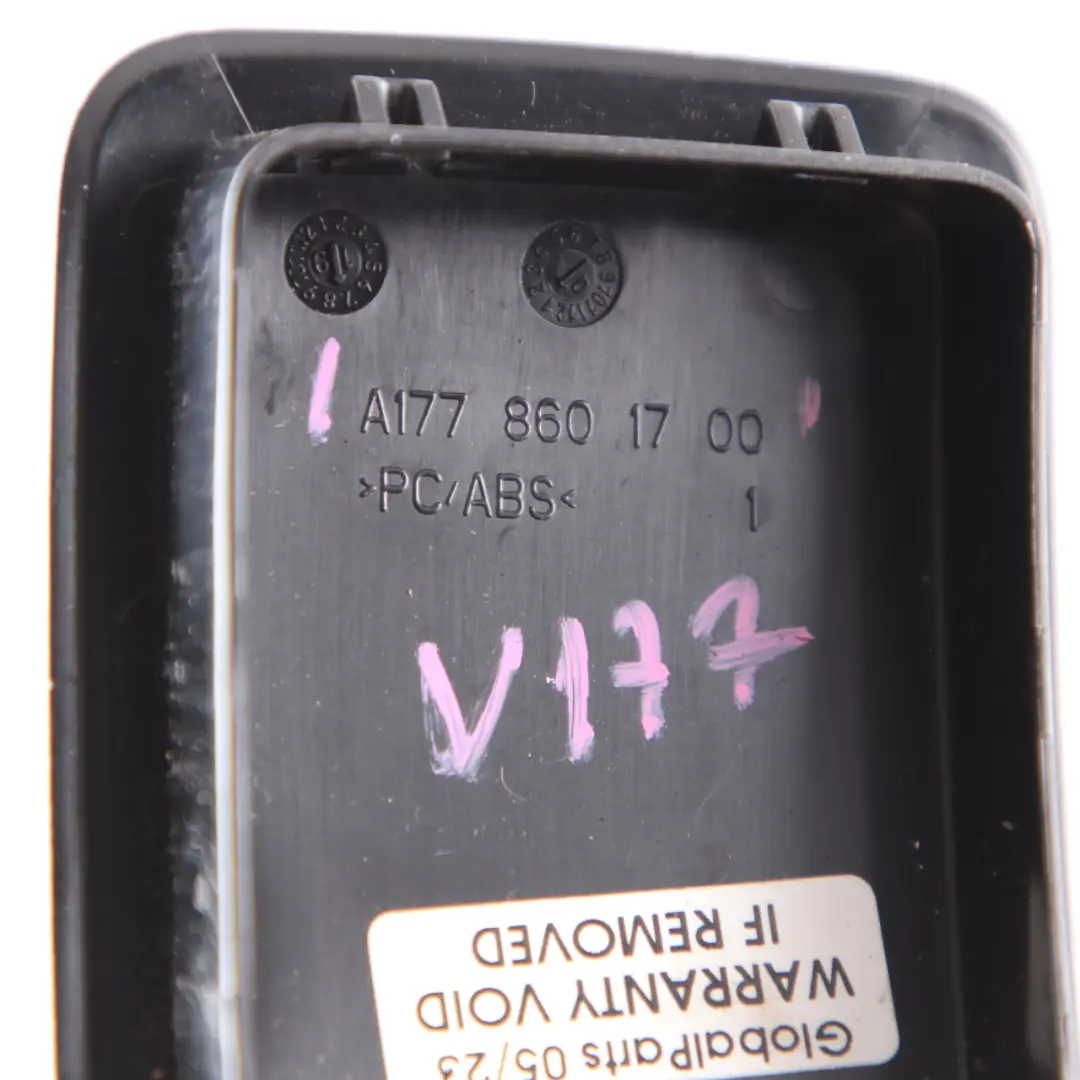 A177 860 17 00
>PC/ABS< 1
V177
GlobalParts 05/23
WARRANTY VOID
IF REMOVED